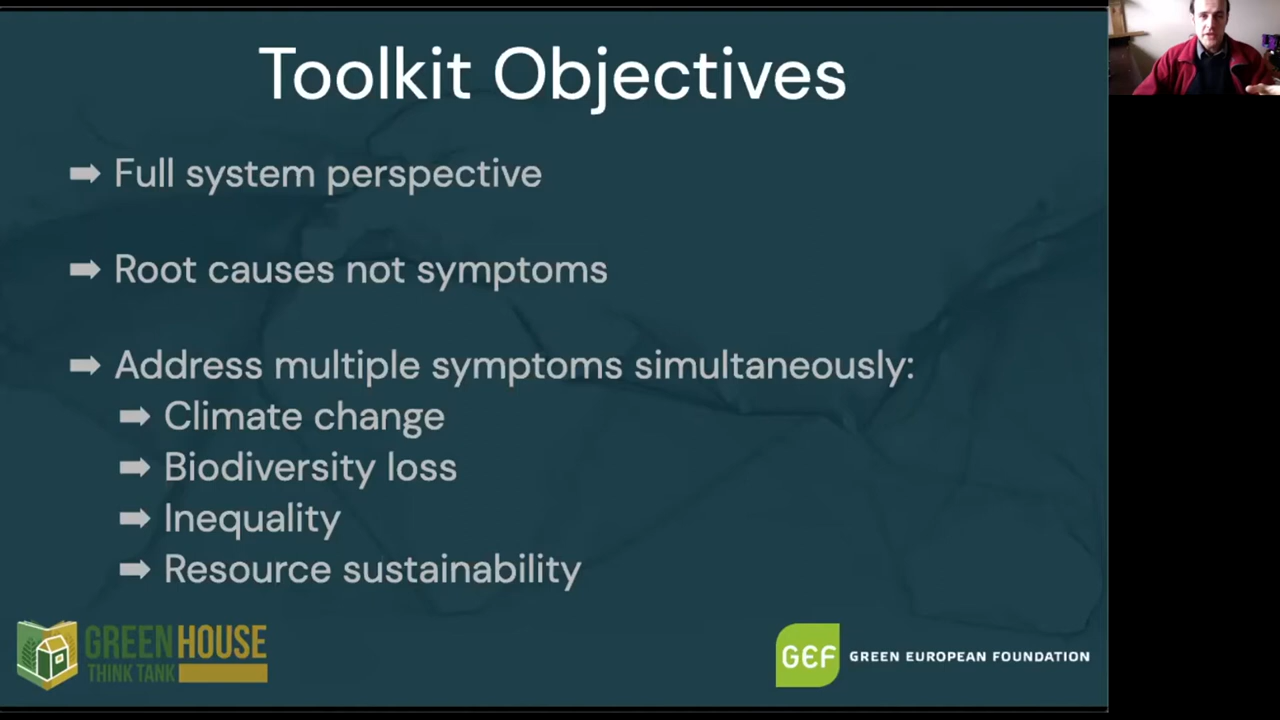 Toolkit Objectives
➡ Full system perspective
➡ Root causes not symptoms
➡ Address multiple symptoms simultaneously:
➡ Climate change
➡ Biodiversity loss
➡ Inequality
➡ Resource sustainability
GREEN HOUSE
THINK TANK
GEF GREEN EUROPEAN FOUNDATION